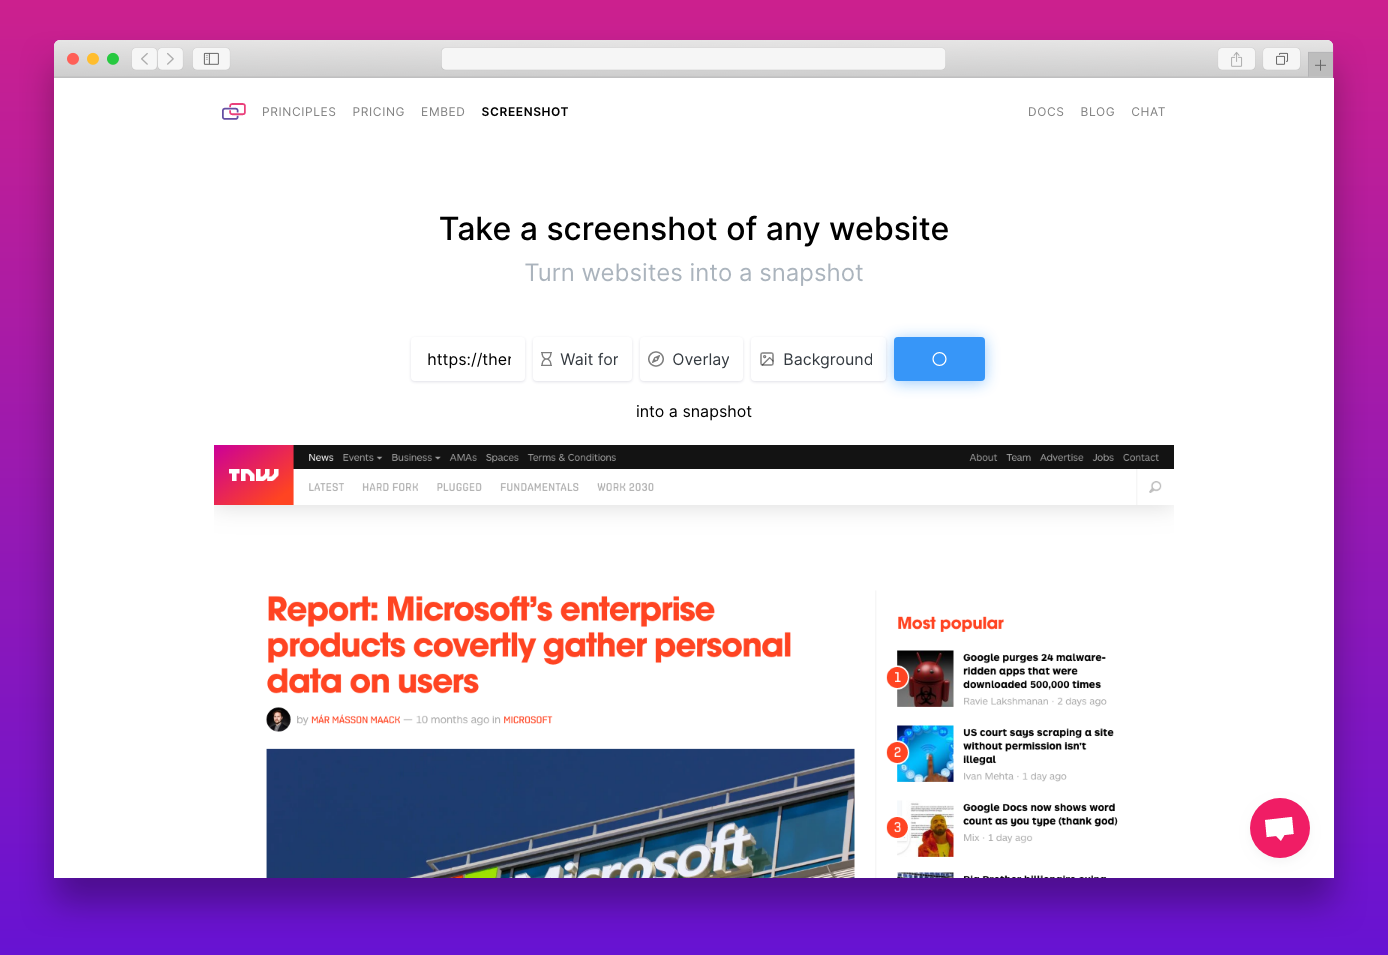 PRINCIPLES PRICING EMBED SCREENSHOT DOCS BLOG CHAT
Take a screenshot of any website
Turn websites into a snapshot
https://ther Wait for Overlay Background
into a snapshot
TNW
News Events Business AMAs Spaces Terms & Conditions About Team Advertise Jobs Contact
LATEST HARD FORK PLUGGED FUNDAMENTALS WORK 2030
Report: Microsoft's enterprise
products covertly gather personal
data on users
by MÁR MÁSSON MAACK — 10 months ago in MICROSOFT
Microsoft
Most popular
1
Google purges 24 malware-
ridden apps that were
downloaded 500,000 times
Ravie Lakshmanan · 2 days ago
2
US court says scraping a site
without permission isn't
illegal
Ivan Mehta · 1 day ago
3
Google Docs now shows word
count as you type (thank god)
Mix · 1 day ago